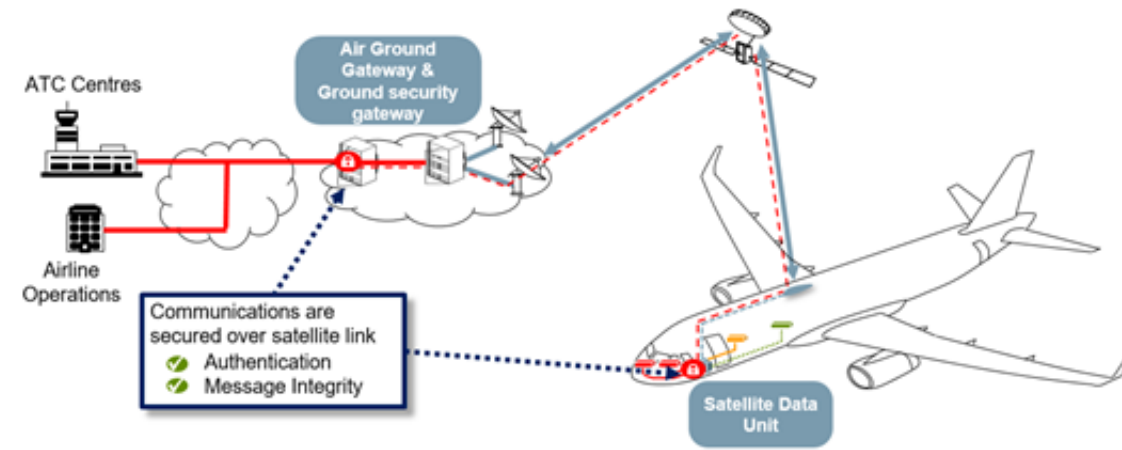 Air Ground
Gateway &
Ground security
gateway
ATC Centres
Airline
Operations
Communications are
secured over satellite link
Authentication
Message Integrity
Satellite Data
Unit